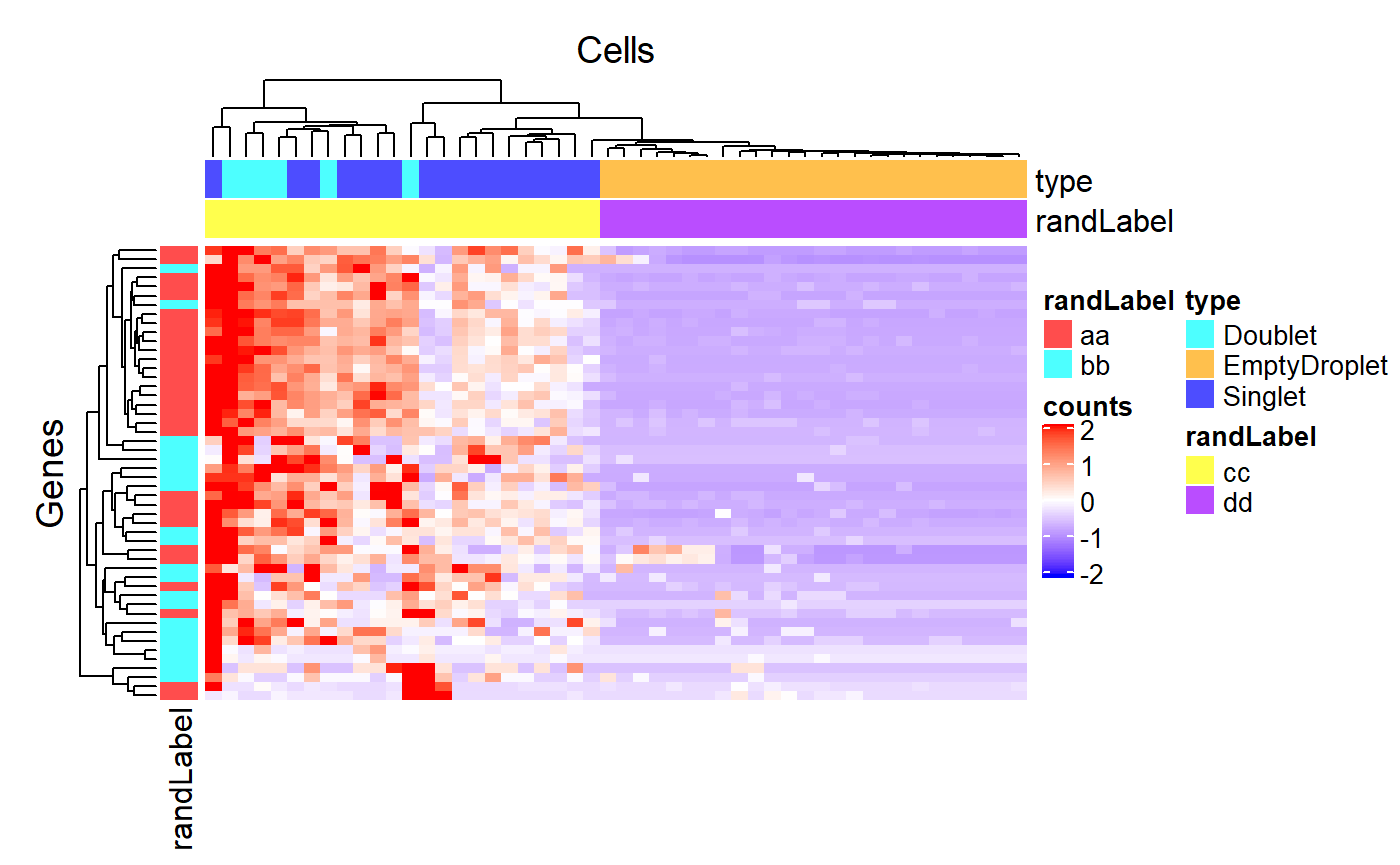 Cells
type
randLabel
Genes
randLabel
randLabel
aa
bb
counts
2
1
0
-1
-2
type
Doublet
EmptyDroplet
Singlet
randLabel
cc
dd